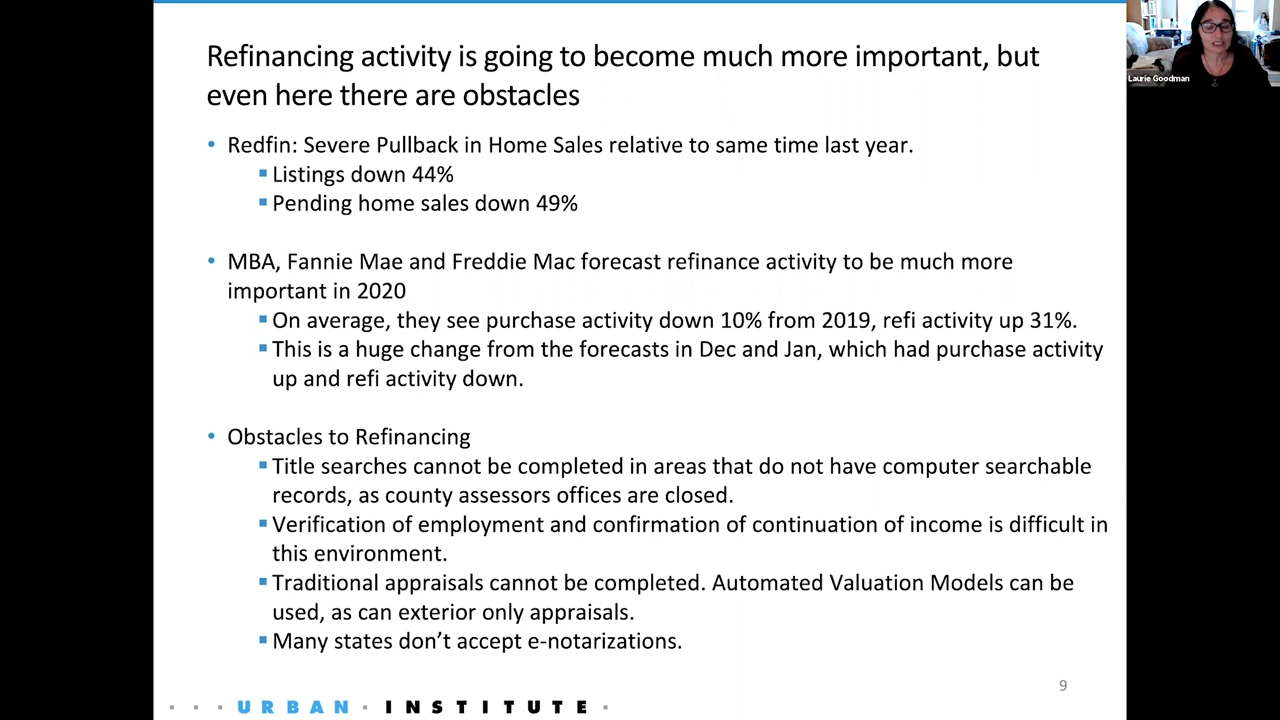 Refinancing activity is going to become much more important, but
even here there are obstacles
• Redfin: Severe Pullback in Home Sales relative to same time last year.
▪ Listings down 44%
▪ Pending home sales down 49%
• MBA, Fannie Mae and Freddie Mac forecast refinance activity to be much more
important in 2020
▪ On average, they see purchase activity down 10% from 2019, refi activity up 31%.
▪ This is a huge change from the forecasts in Dec and Jan, which had purchase activity
up and refi activity down.
• Obstacles to Refinancing
▪ Title searches cannot be completed in areas that do not have computer searchable
records, as county assessors offices are closed.
▪ Verification of employment and confirmation of continuation of income is difficult in
this environment.
▪ Traditional appraisals cannot be completed. Automated Valuation Models can be
used, as can exterior only appraisals.
▪ Many states don’t accept e-notarizations.
9
URBAN INSTITUTE
Laurie Goodman